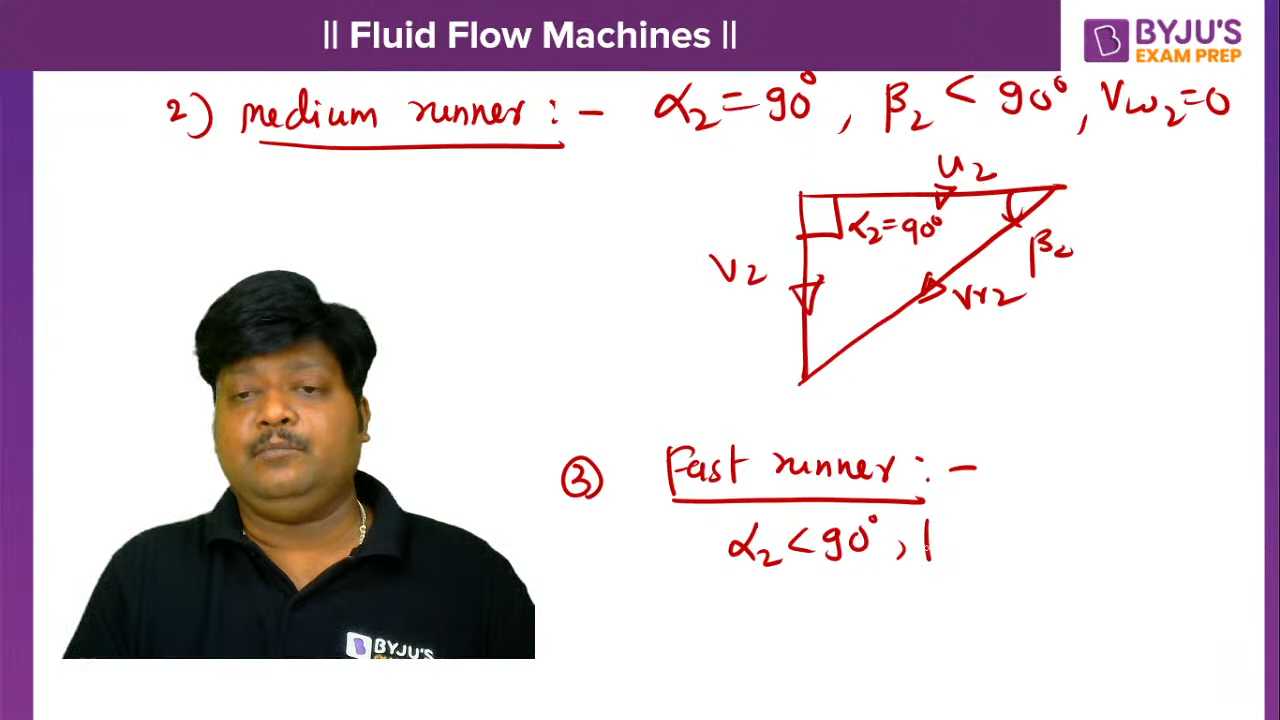 || Fluid Flow Machines ||
BYJU'S
EXAM PREP
2) medium runner : - α₂ = 90°, β₂ < 90°, Vw₂ = 0
u₂
α₂ = 90°
β₂
V₂
Vr₂
③ Fast runner : -
α₂ < 90°, |
BYJU'S